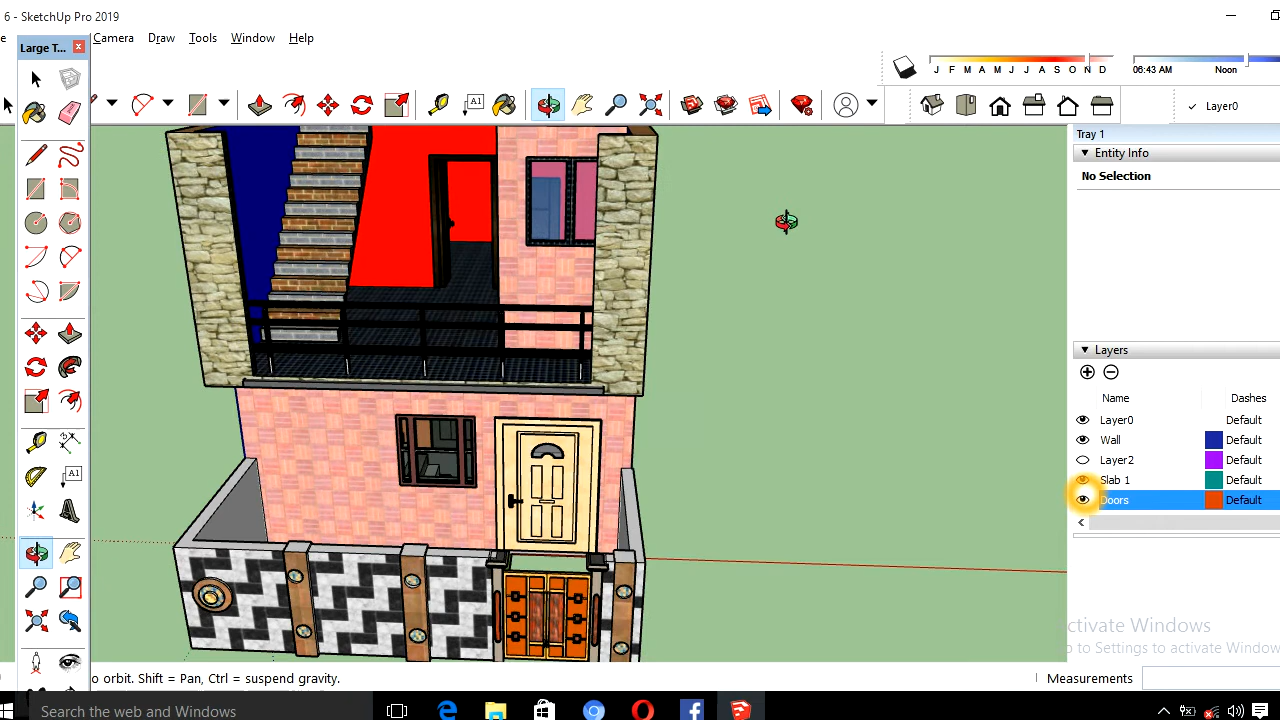 6 - SketchUp Pro 2019
Camera Draw Tools Window Help
Large T...
J F M A M J J A S O N D
06:43 AM Noon
A1
Layer0
Tray 1
Entity Info
No Selection
Layers
Name Dashes
Layer0 Default
Wall Default
Layer2 Default
Slab 1 Default
Doors Default
A1
ctivate Windows
o to Settings to activate Window
o orbit. Shift = Pan, Ctrl = suspend gravity.
Measurements
Search the web and Windows